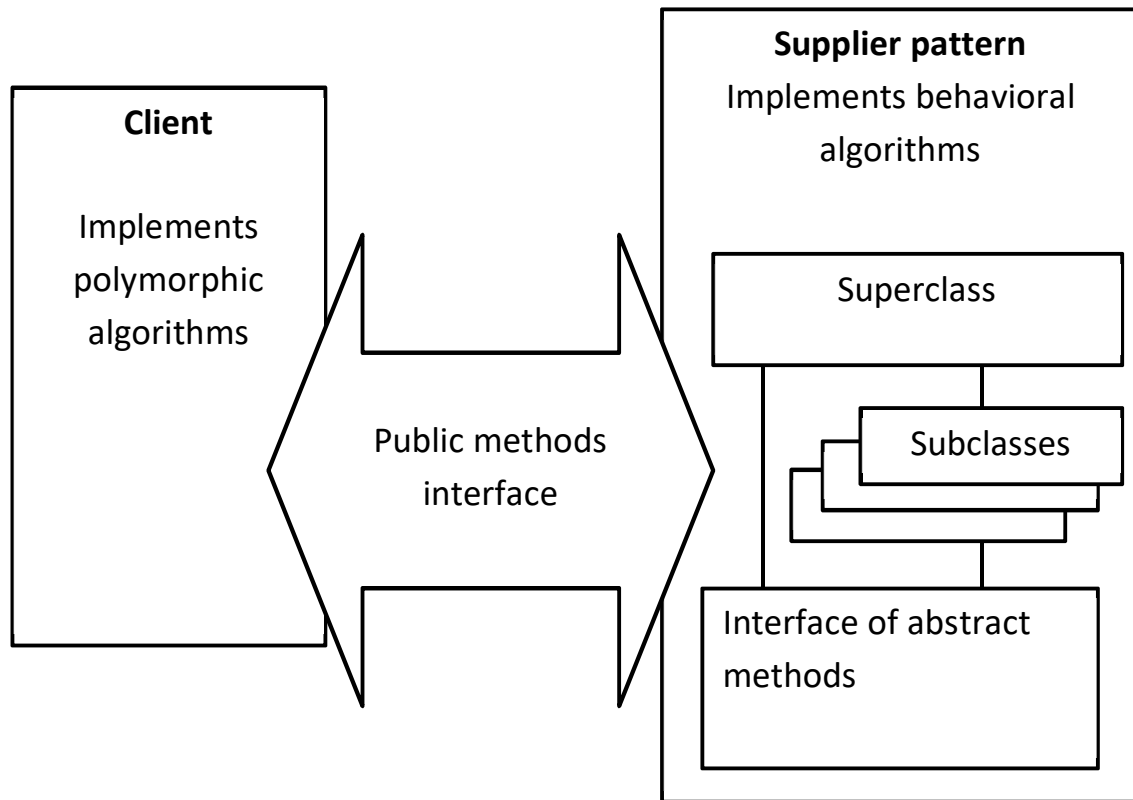 Client
Implements
polymorphic
algorithms
Public methods
interface
Supplier pattern
Implements behavioral
algorithms
Superclass
Subclasses
Interface of abstract
methods